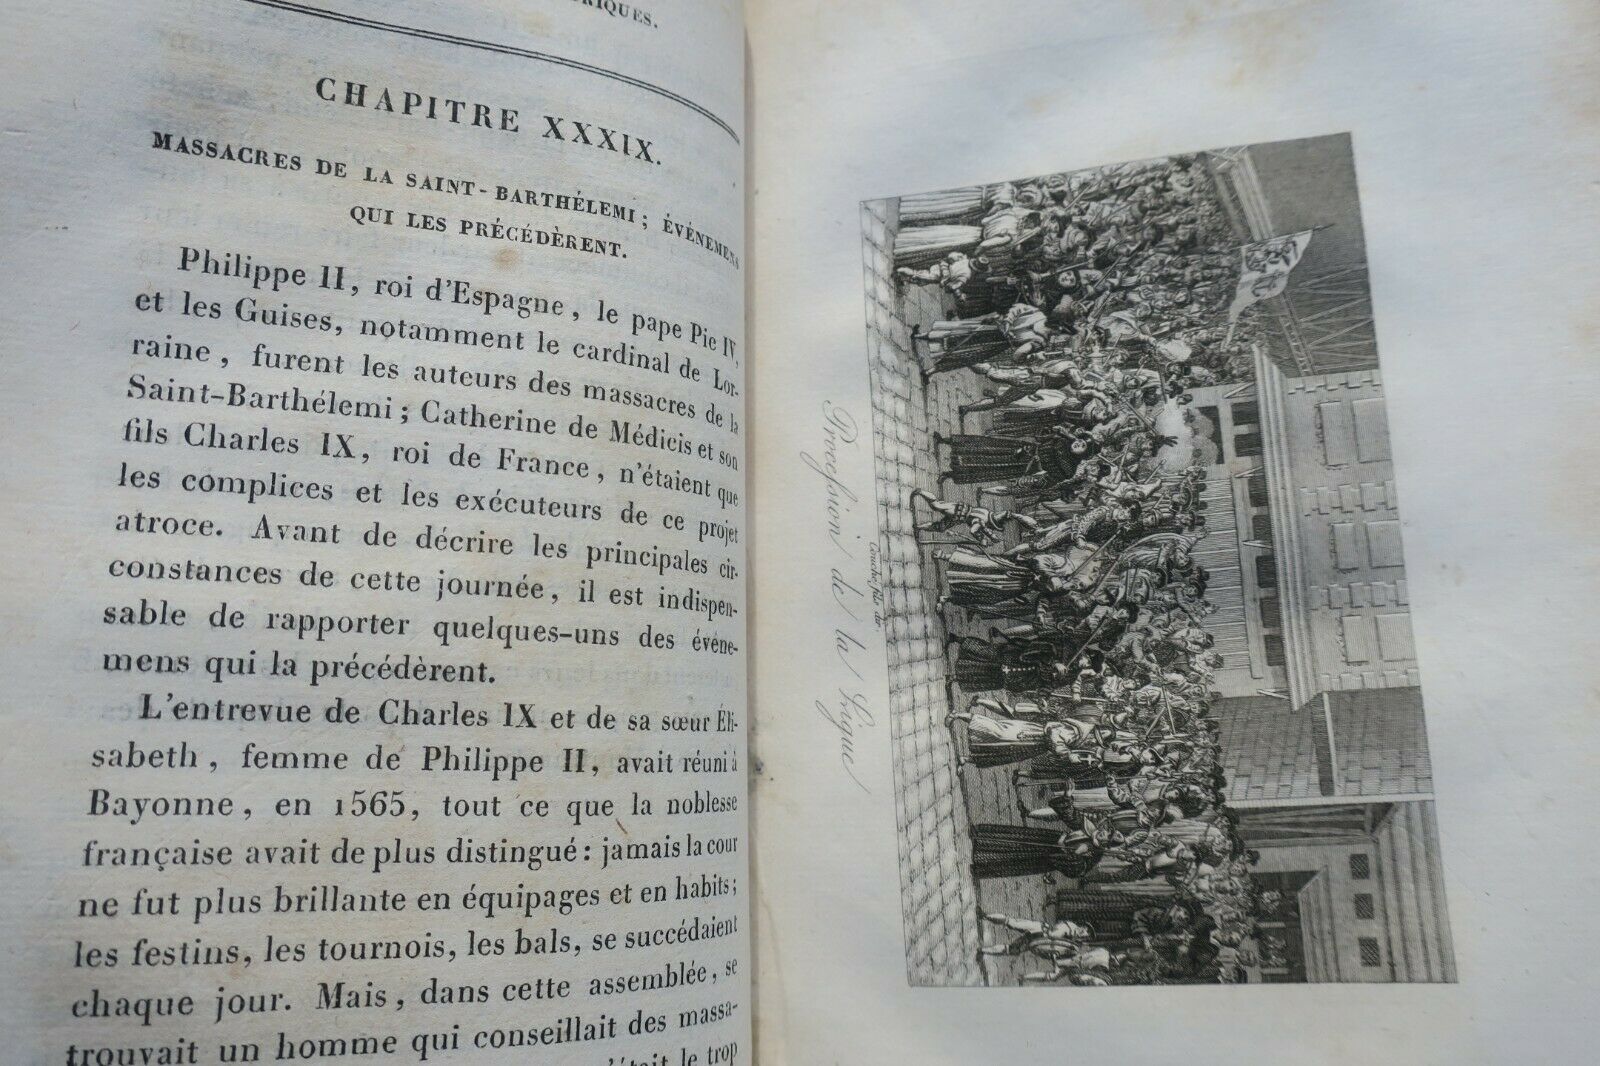 RIQUES.
CHAPITRE XXXIX.
MASSACRES DE LA SAINT-BARTHÉLEMI; ÉVÉNEMENS
QUI LES PRÉCÉDÈRENT.
Philippe II, roi d'Espagne, le pape Pie IV,
et les Guises, notamment le cardinal de Lor-
raine, furent les auteurs des massacres de la
Saint-Barthélemi; Catherine de Médicis et son
fils Charles IX, roi de France, n'étaient que
les complices et les exécuteurs de ce projet
atroce. Avant de décrire les principales cir-
constances de cette journée, il est indispen-
sable de rapporter quelques-uns des événe-
mens qui la précédèrent.
L'entrevue de Charles IX et de sa sœur Éli-
sabeth, femme de Philippe II, avait réuni à
Bayonne, en 1565, tout ce que la noblesse
française avait de plus distingué: jamais la cour
ne fut plus brillante en équipages et en habits;
les festins, les tournois, les bals, se succédaient
chaque jour. Mais, dans cette assemblée, se
trouvait un homme qui conseillait des massa-
c'était le trop
Couché fils dir.
Procession de la Ligue